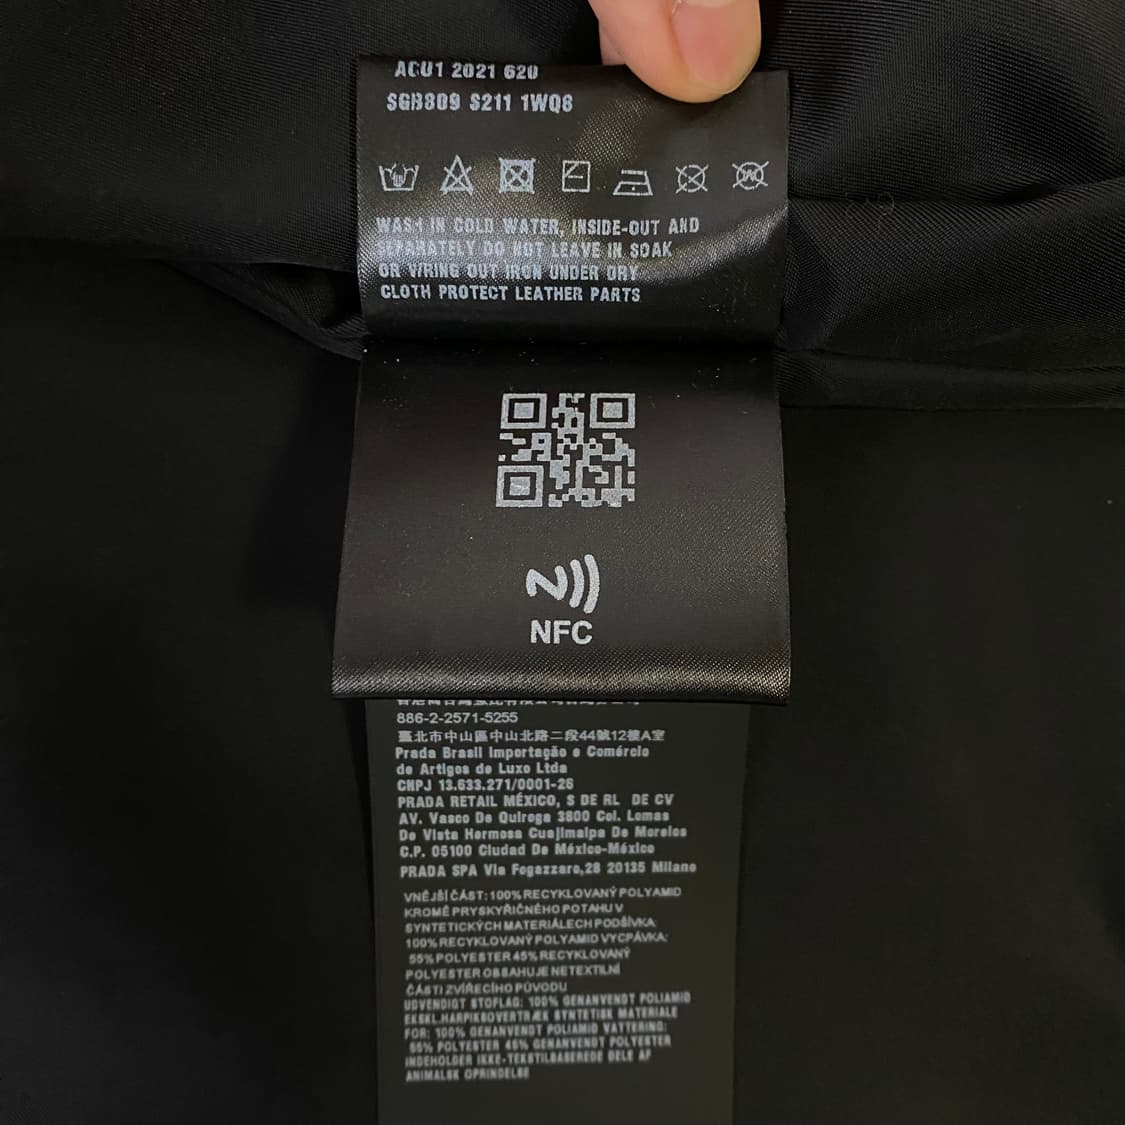 ACU1 2021 620
SGB809 S211 1WQ8
WASH IN COLD WATER, INSIDE-OUT AND
SEPARATELY DO NOT LEAVE IN SOAK
OR WRING OUT IRON UNDER DRY
CLOTH PROTECT LEATHER PARTS
NFC
886-2-2571-5255
臺北市中山區中山北路二段44號12樓A室
Prada Brasil Importação e Comércio
de Artigos de Luxo Ltda
CNPJ 13.633.271/0001-26
PRADA RETAIL MÉXICO, S DE RL DE CV
AV. Vasco De Quiroga 3800 Col. Lomas
De Vista Hermosa Cuajimalpa De Morelos
C.P. 05100 Ciudad De México-México
PRADA SPA Via Fogazzaro,28 20135 Milano
VNĚJŠÍ ČÁST: 100% RECYKLOVANÝ POLYAMID
KROMĚ PRYSKYŘIČNÉHO POTAHU V
SYNTETICKÝCH MATERIÁLECH PODŠÍVKA:
100% RECYKLOVANÝ POLYAMID VYCPÁVKA:
55% POLYESTER 45% RECYKLOVANÝ
POLYESTER OBSAHUJE NETEXTILNÍ
ČÁSTI ZVÍŘECÍHO PŮVODU
UDVENDIGT STOFLAG: 100% GENANVENDT POLIAMID
EKSKL.HARPIKSOVERTRÆK SYNTETISK MATERIALE
FOR: 100% GENANVENDT POLIAMID VATTERING:
55% POLYESTER 45% GENANVENDT POLYESTER
INDEHOLDER IKKE-TEKSTILBASEREDE DELE AF
ANIMALSK OPRINDELSE